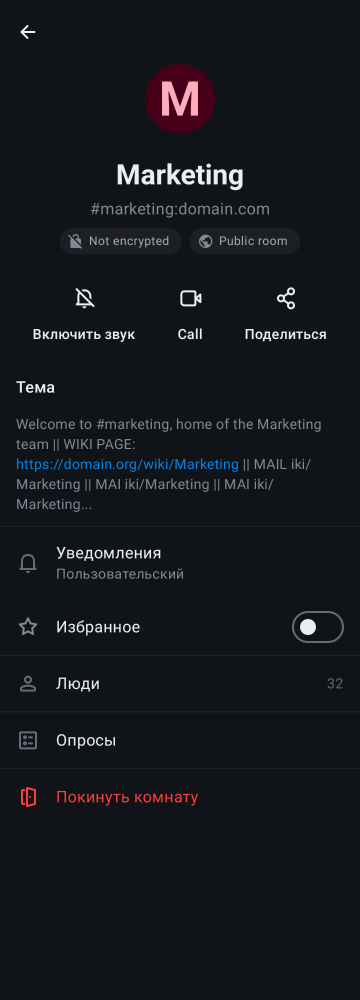 M
Marketing
#marketing:domain.com
Not encrypted
Public room
Включить звук
Call
Поделиться
Тема
Welcome to #marketing, home of the Marketing
team || WIKI PAGE:
https://domain.org/wiki/Marketing || MAIL iki/
Marketing || MAI iki/Marketing || MAI iki/
Marketing...
Уведомления
Пользовательский
Избранное
Люди
32
Опросы
Покинуть комнату